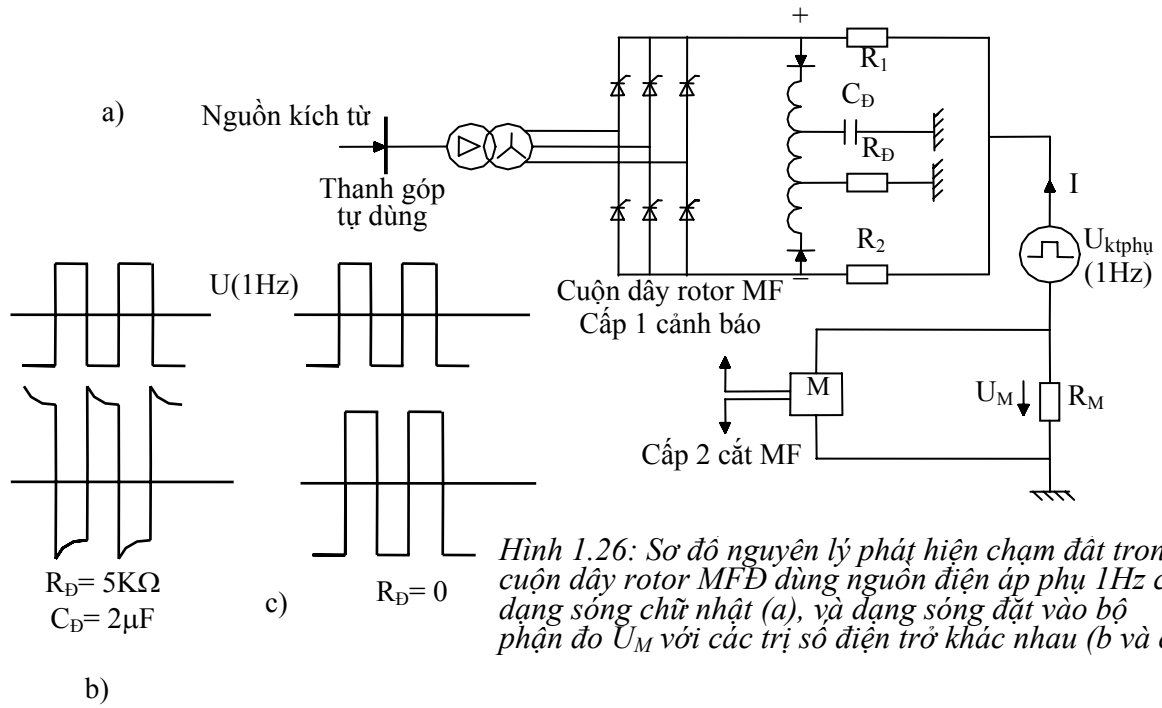 a)
Nguồn kích từ
Thanh góp
tự dùng
+
R1
CĐ
RĐ
R2
–
I
Uktphụ
(1Hz)
Cuộn dây rotor MF
Cấp 1 cảnh báo
M
UM
RM
Cấp 2 cắt MF
U(1Hz)
RĐ= 5KΩ
CĐ= 2µF
c)
RĐ= 0
b)
Hình 1.26: Sơ đồ nguyên lý phát hiện chạm đất tron
cuộn dây rotor MFĐ dùng nguồn điện áp phụ 1Hz c
dạng sóng chữ nhật (a), và dạng sóng đặt vào bộ
phận đo UM với các trị số điện trở khác nhau (b và c